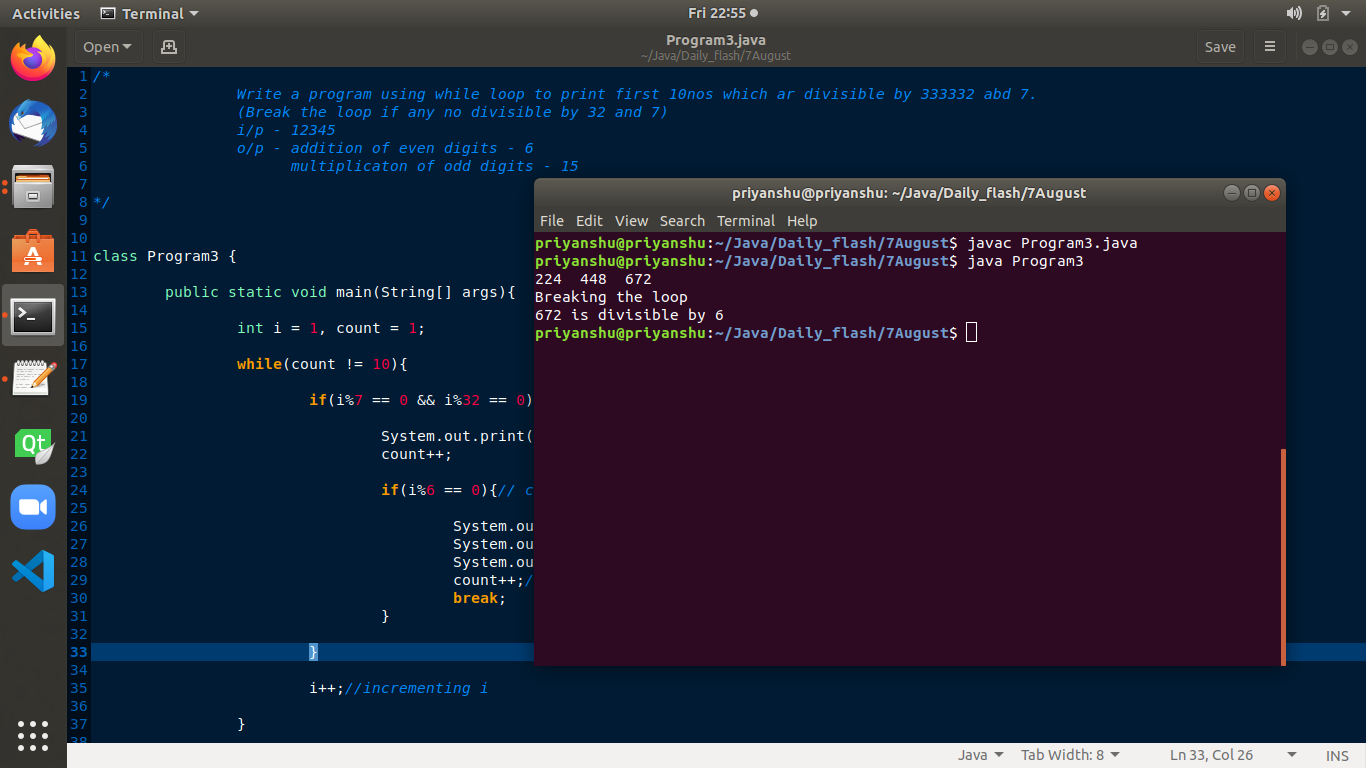 Activities Terminal Fri 22:55
Open Program3.java Save
~/Java/Daily_flash/7August
1 /*
2 Write a program using while loop to print first 10nos which ar divisible by 333332 abd 7.
3 (Break the loop if any no divisible by 32 and 7)
4 i/p - 12345
5 o/p - addition of even digits - 6
6 multiplicaton of odd digits - 15
7
8 */
9
10
11 class Program3 {
12
13 public static void main(String[] args){
14
15 int i = 1, count = 1;
16
17 while(count != 10){
18
19 if(i%7 == 0 && i%32 == 0)
20
21 System.out.print(
22 count++;
23
24 if(i%6 == 0){// c
25
26 System.ou
27 System.ou
28 System.ou
29 count++;/
30 break;
31 }
32
33 }
34
35 i++;//incrementing i
36
37 }
38
priyanshu@priyanshu: ~/Java/Daily_flash/7August
File Edit View Search Terminal Help
priyanshu@priyanshu:~/Java/Daily_flash/7August$ javac Program3.java
priyanshu@priyanshu:~/Java/Daily_flash/7August$ java Program3
224 448 672
Breaking the loop
672 is divisible by 6
priyanshu@priyanshu:~/Java/Daily_flash/7August$
Qt
Java Tab Width: 8 Ln 33, Col 26 INS